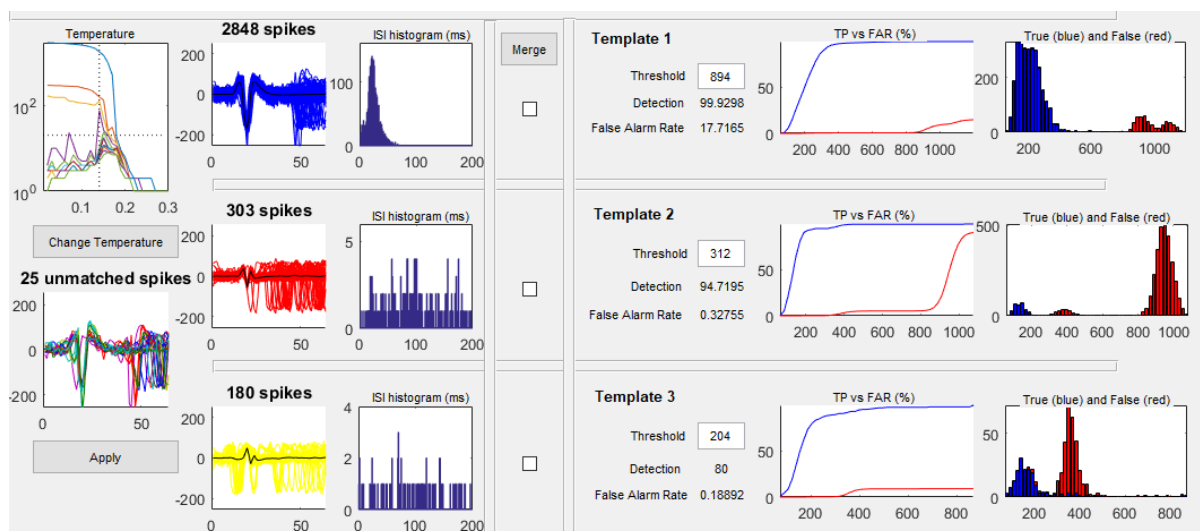 Temperature
10^2
10^0
0.1 0.2 0.3
Change Temperature
25 unmatched spikes
200
0
-200
0 50
Apply
2848 spikes
200
0
-200
0 50
ISI histogram (ms)
100
0
0 100 200
303 spikes
200
0
-200
0 50
ISI histogram (ms)
6
4
2
0
0 100 200
180 spikes
200
0
-200
0 50
ISI histogram (ms)
4
2
0
0 100 200
Merge
Template 1
Threshold 894
Detection 99.9298
False Alarm Rate 17.7165
TP vs FAR (%)
50
0
200 400 600 800 1000
True (blue) and False (red)
200
0
200 600 1000
Template 2
Threshold 312
Detection 94.7195
False Alarm Rate 0.32755
TP vs FAR (%)
50
0
200 400 600 800 1000
True (blue) and False (red)
500
0
200 400 600 800 1000
Template 3
Threshold 204
Detection 80
False Alarm Rate 0.18892
TP vs FAR (%)
50
0
200 400 600 800
True (blue) and False (red)
50
0
200 400 600 800